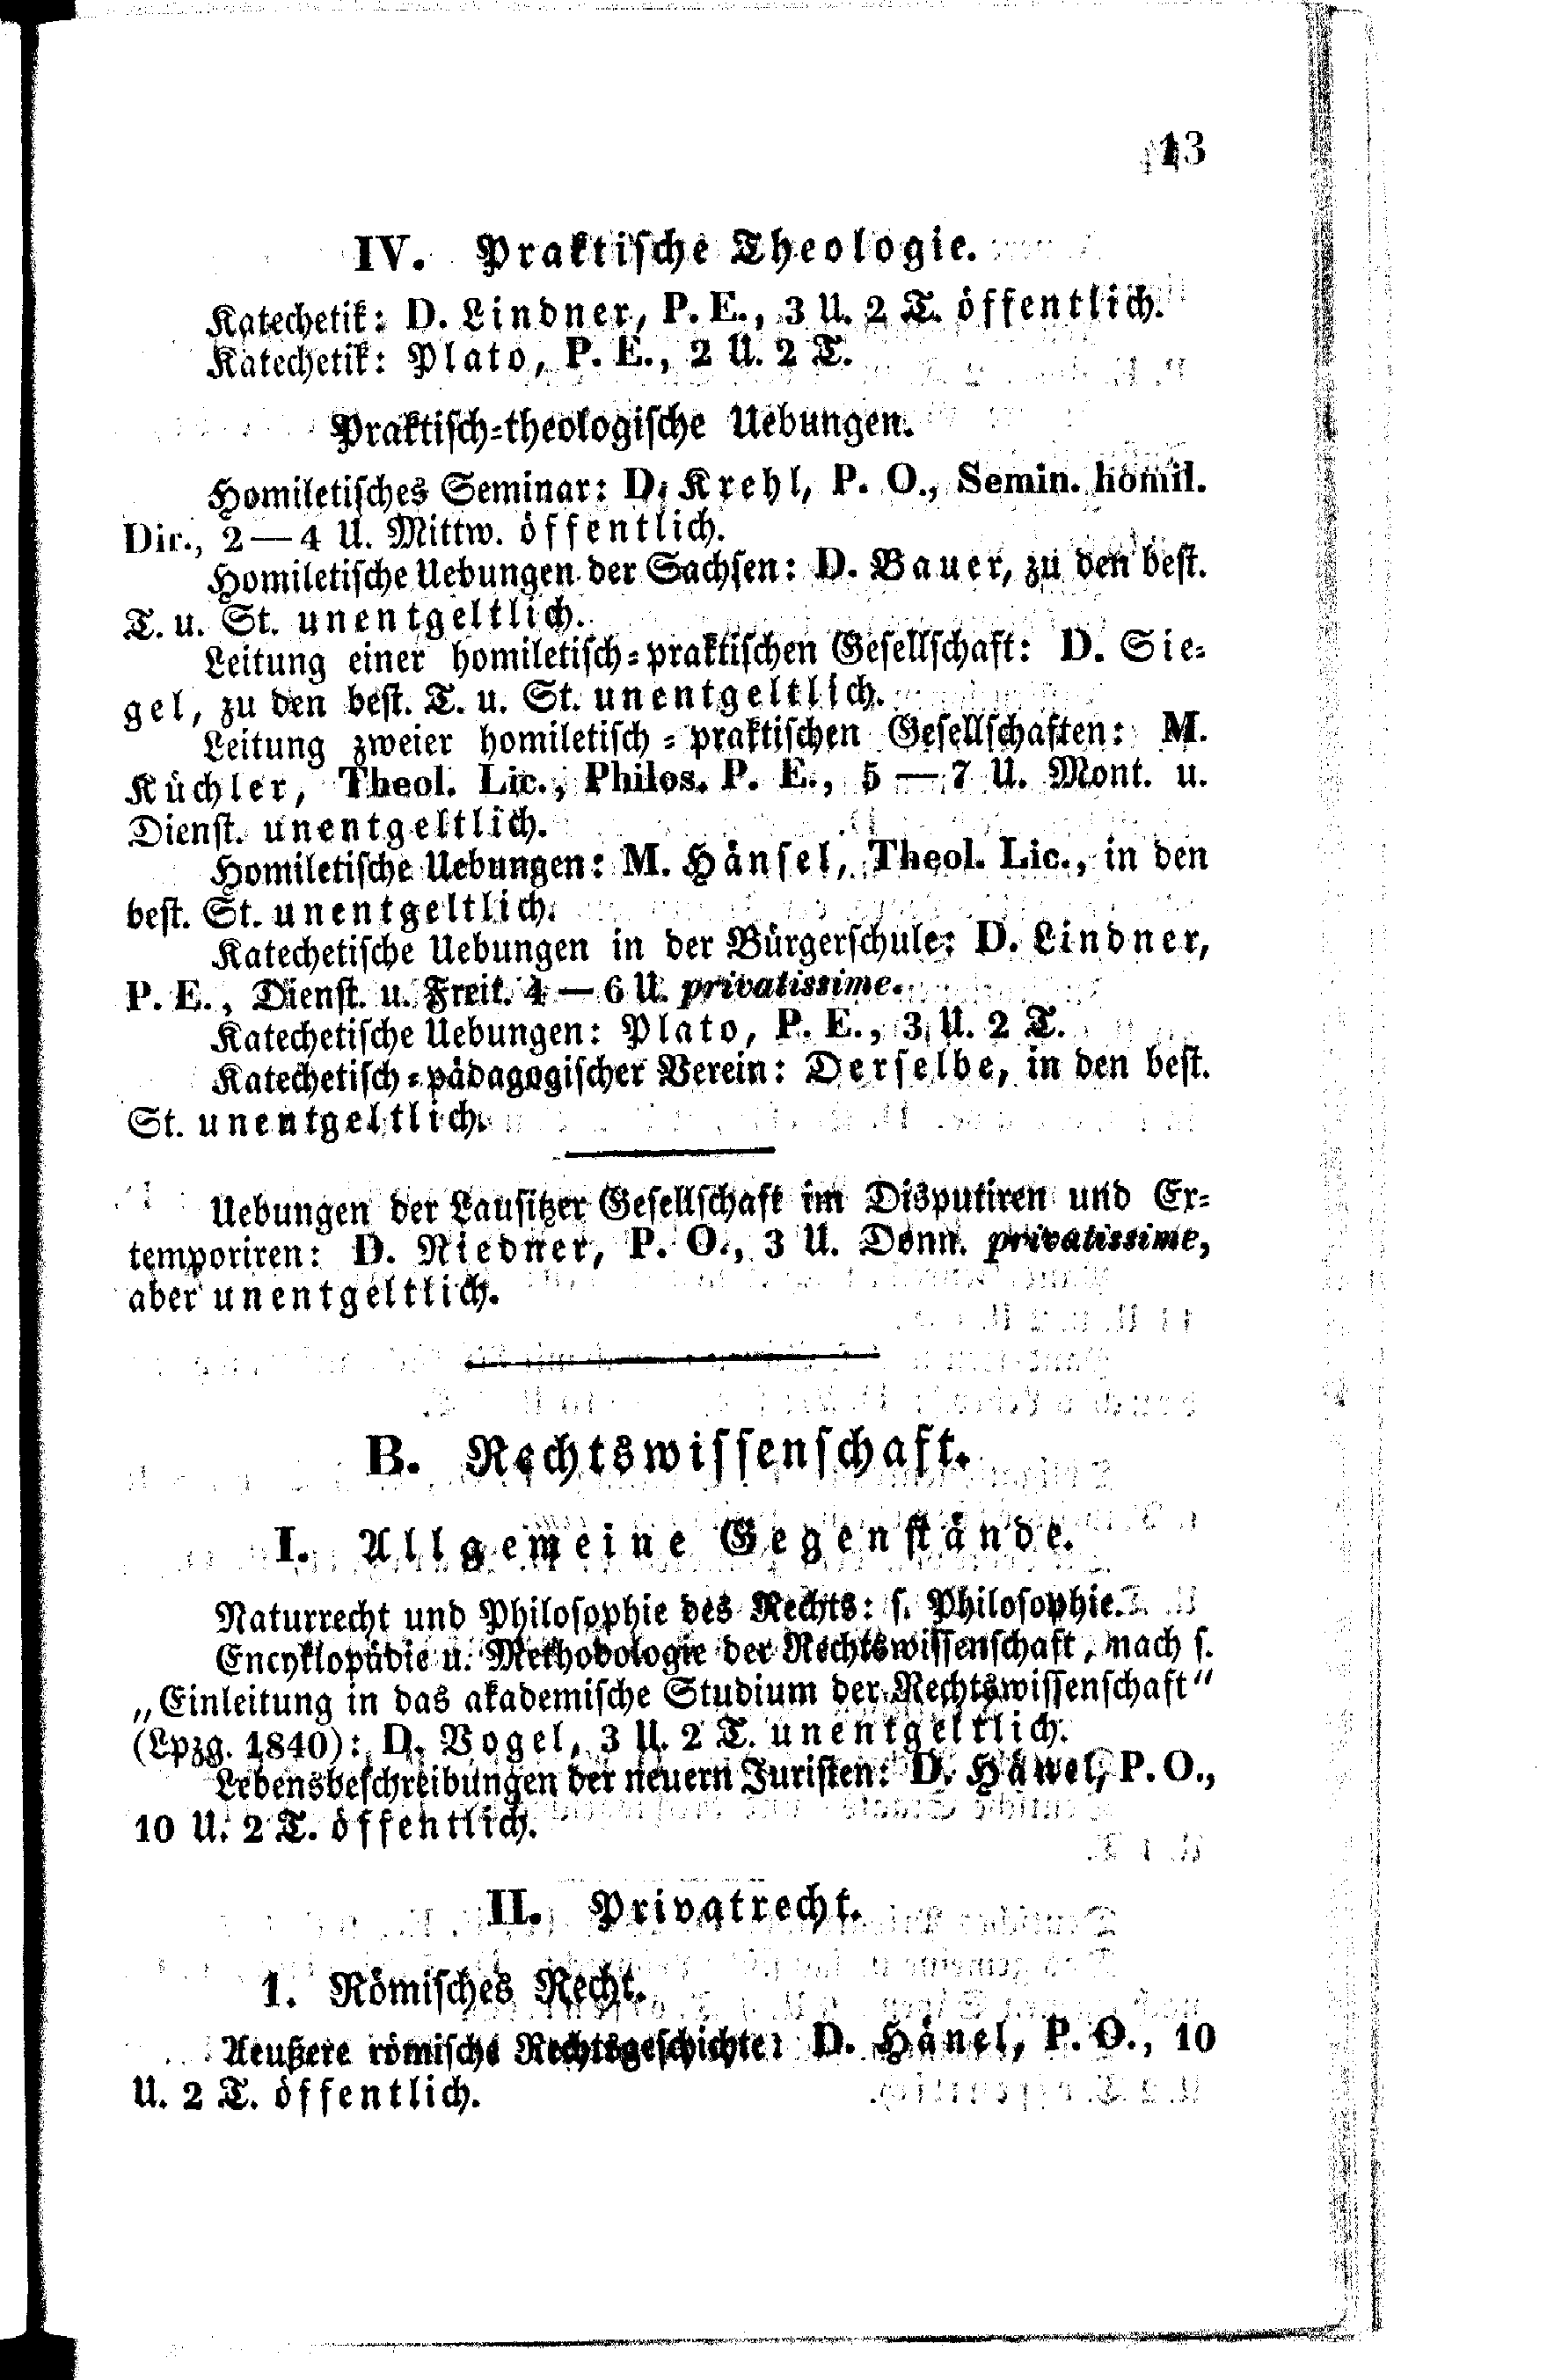 13
IV. Praktische Theologie.
Katechetik: D. Lindner, P. E., 3 U. 2 T. öffentlich.
Katechetik: Plato, P. E., 2 U. 2 T.
Praktisch-theologische Uebungen.
Homiletisches Seminar: D. Krehl, P. O., Semin. homil.
Dir., 2—4 U. Mittw. öffentlich.
Homiletische Uebungen der Sachsen: D. Bauer, zu den best.
T. u. St. unentgeltlich.
Leitung einer homiletisch-praktischen Gesellschaft: D. Sie-
gel, zu den best. T. u. St. unentgeltlich.
Leitung zweier homiletisch-praktischen Gesellschaften: M.
Küchler, Theol. Lic., Philos. P. E., 5—7 U. Mont. u.
Dienst. unentgeltlich.
Homiletische Uebungen: M. Hänsel, Theol. Lic., in den
best. St. unentgeltlich.
Katechetische Uebungen in der Bürgerschule: D. Lindner,
P. E., Dienst. u. Freit. 4—6 U. privatissime.
Katechetische Uebungen: Plato, P. E., 3 U. 2 T.
Katechetisch-pädagogischer Verein: Derselbe, in den best.
St. unentgeltlich.
Uebungen der Lausitzer Gesellschaft im Disputiren und Ex-
temporiren: D. Niedner, P. O., 3 U. Donn. privatissime,
aber unentgeltlich.
B. Rechtswissenschaft.
I. Allgemeine Gegenstände.
Naturrecht und Philosophie des Rechts: s. Philosophie.
Encyklopädie u. Methodologie der Rechtswissenschaft, nach s.
„Einleitung in das akademische Studium der Rechtswissenschaft“
(Lpzg. 1840): D. Vogel, 3 U. 2 T. unentgeltlich.
Lebensbeschreibungen der neuern Juristen: D. Hänel, P. O.,
10 U. 2 T. öffentlich.
II. Privatrecht.
1. Römisches Recht.
Aeußere römische Rechtsgeschichte: D. Hänel, P. O., 10
U. 2 T. öffentlich.